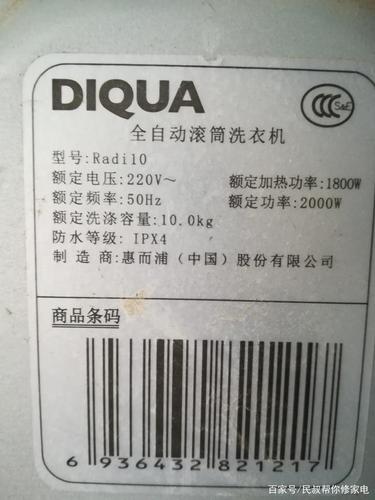 DIQUA
S&E
全自动滚筒洗衣机
型号:Radi10
额定电压:220V～
额定加热功率:1800W
额定频率:50Hz
额定功率:2000W
额定洗涤容量:10.0kg
防水等级: IPX4
制造商:惠而浦（中国）股份有限公司
商品条码
6 936432 821217
百家号/民叔帮你修家电